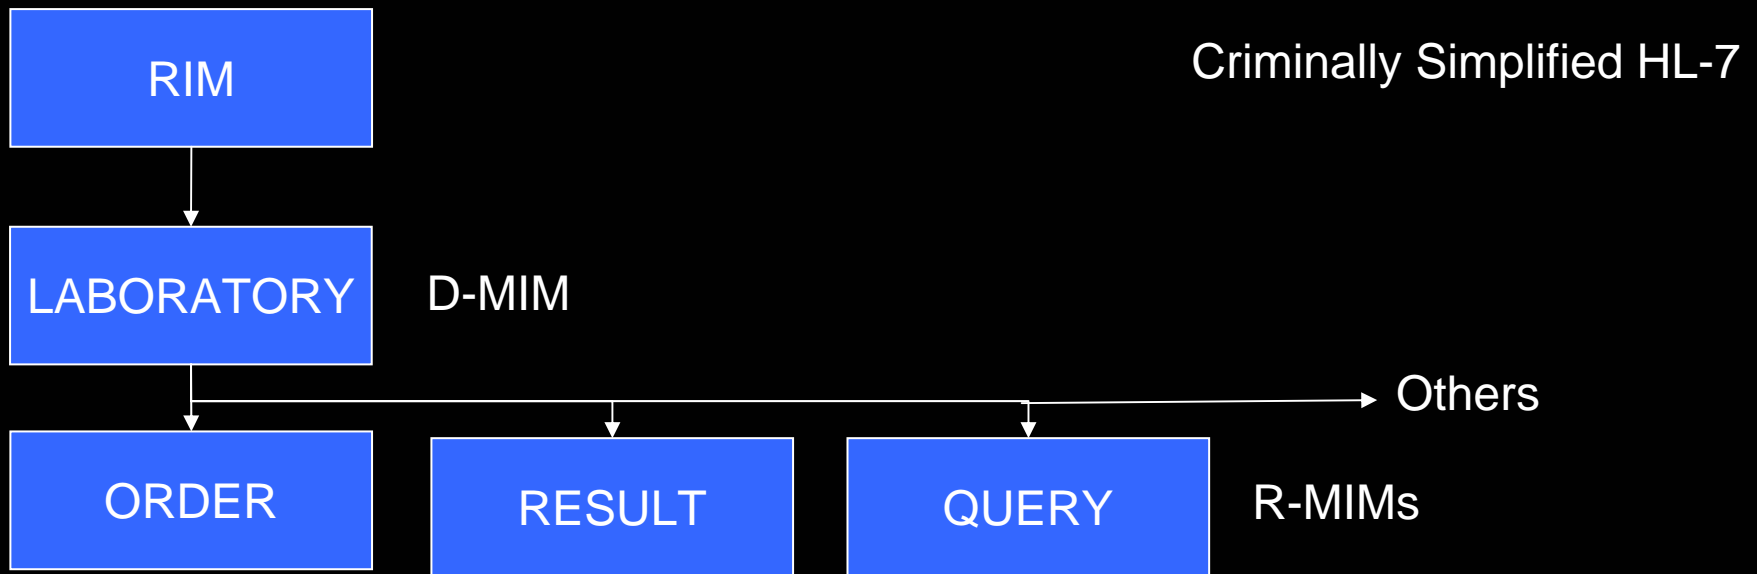 RIM
Criminally Simplified HL-7
LABORATORY
D-MIM
Others
ORDER
RESULT
QUERY
R-MIMs